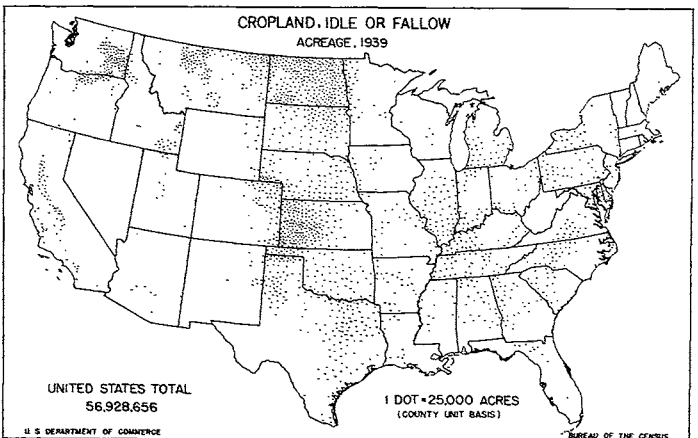 CROPLAND, IDLE OR FALLOW
ACREAGE, 1939
UNITED STATES TOTAL
56,928,656
1 DOT = 25,000 ACRES
(COUNTY UNIT BASIS)
U S DEPARTMENT OF COMMERCE
BUREAU OF THE CENSUS